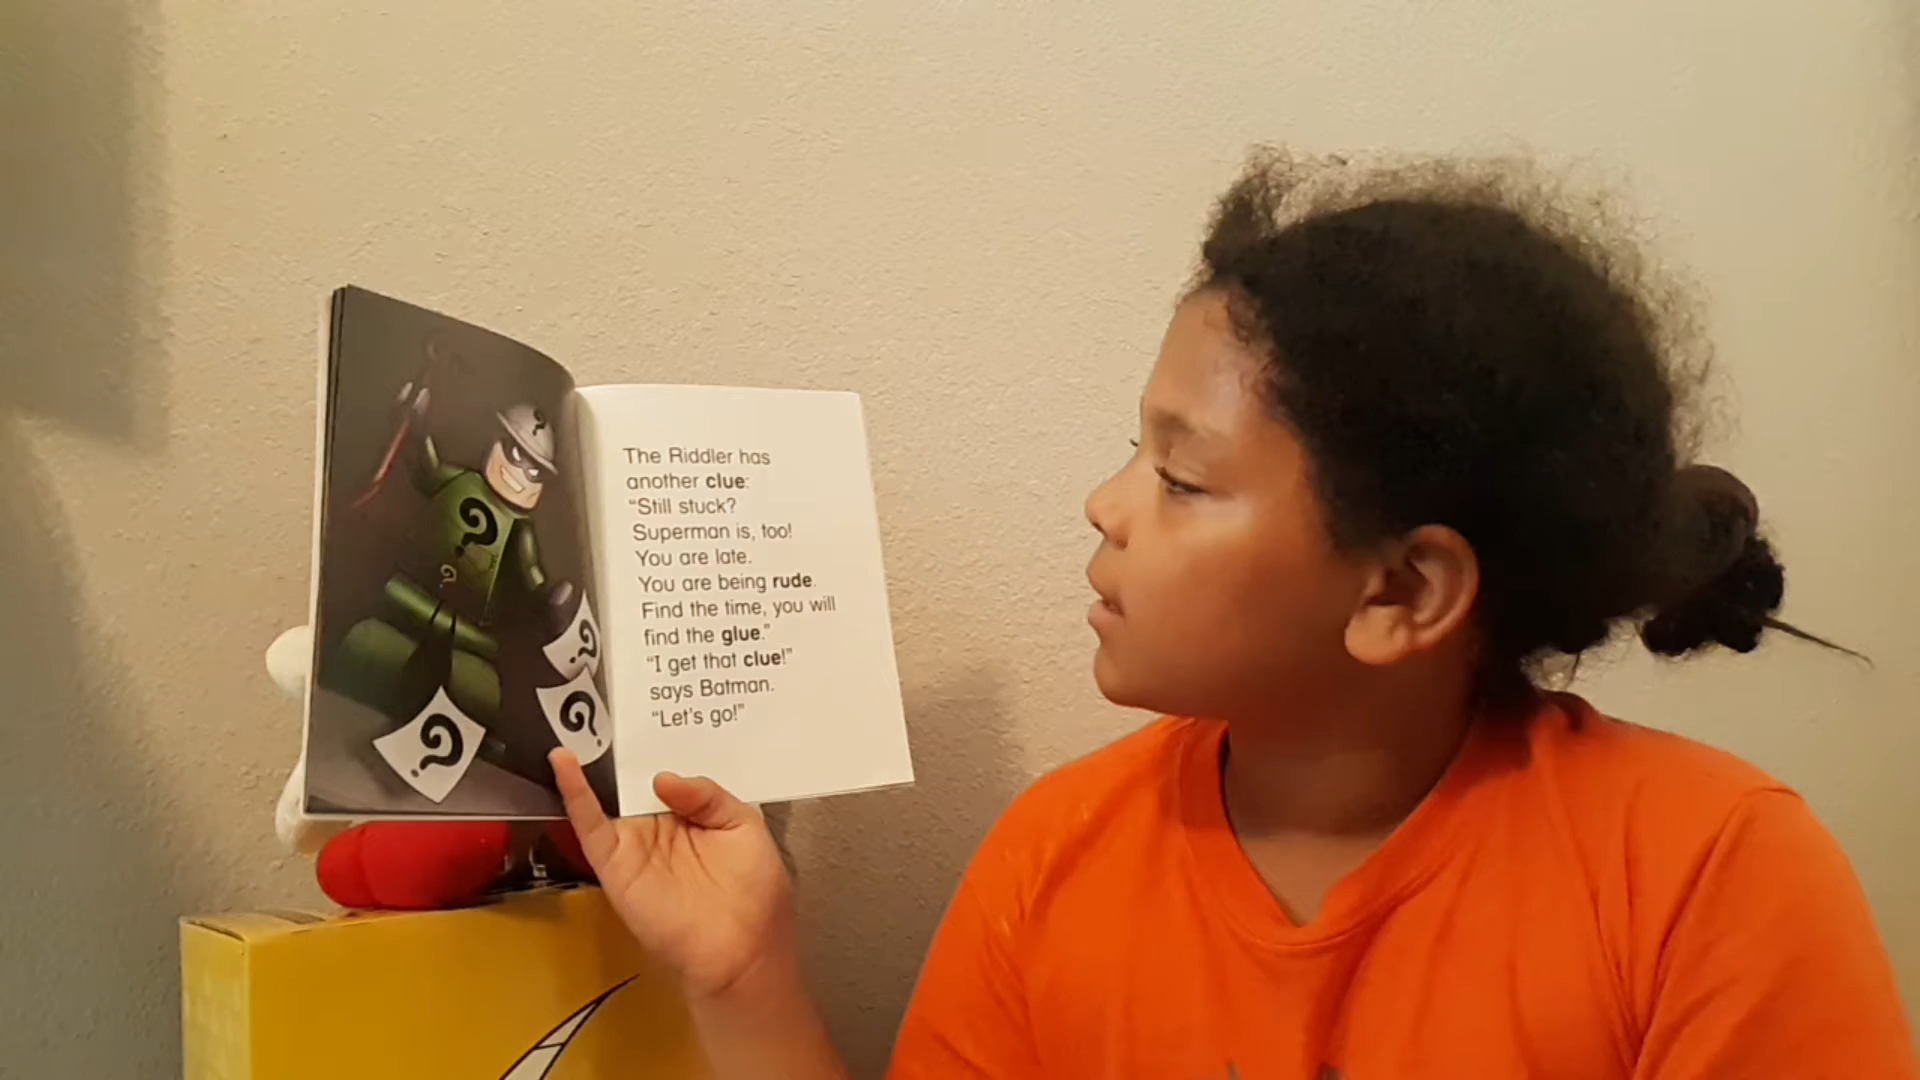 The Riddler has
another clue:
“Still stuck?
Superman is, too!
You are late.
You are being rude.
Find the time, you will
find the glue.”
“I get that clue!”
says Batman.
“Let’s go!”
?
?
?
?
?